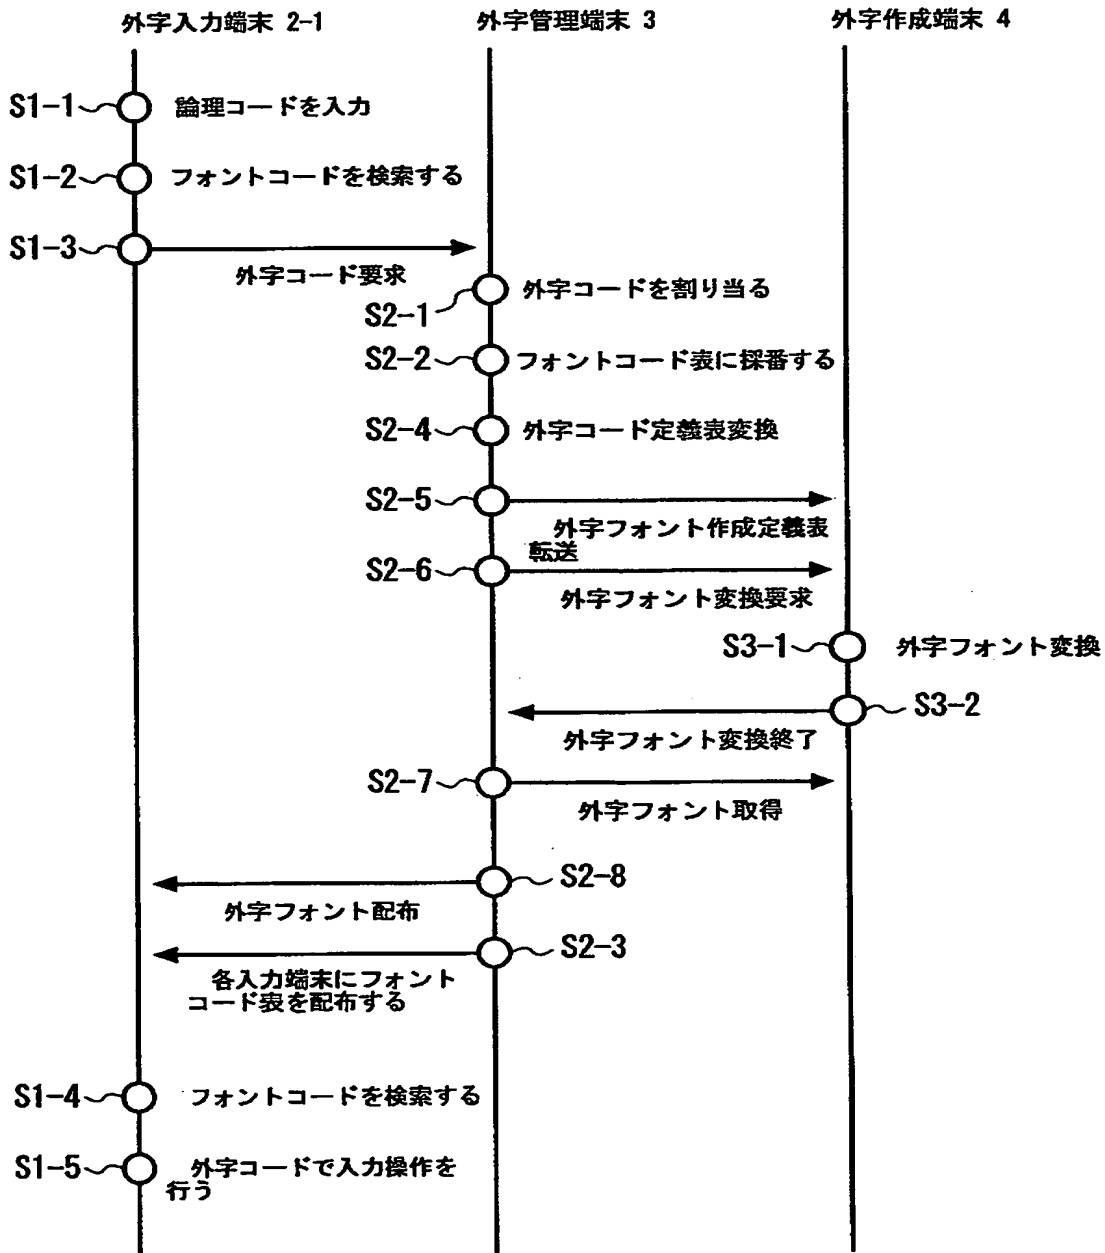 外字入力端末 2-1
外字管理端末 3
外字作成端末 4
S1-1
論理コードを入力
S1-2
フォントコードを検索する
S1-3
外字コード要求
S2-1
外字コードを割り当る
S2-2
フォントコード表に採番する
S2-4
外字コード定義表変換
S2-5
外字フォント作成定義表
転送
S2-6
外字フォント変換要求
S3-1
外字フォント変換
S3-2
外字フォント変換終了
S2-7
外字フォント取得
S2-8
外字フォント配布
S2-3
各入力端末にフォント
コード表を配布する
S1-4
フォントコードを検索する
S1-5
外字コードで入力操作を
行う